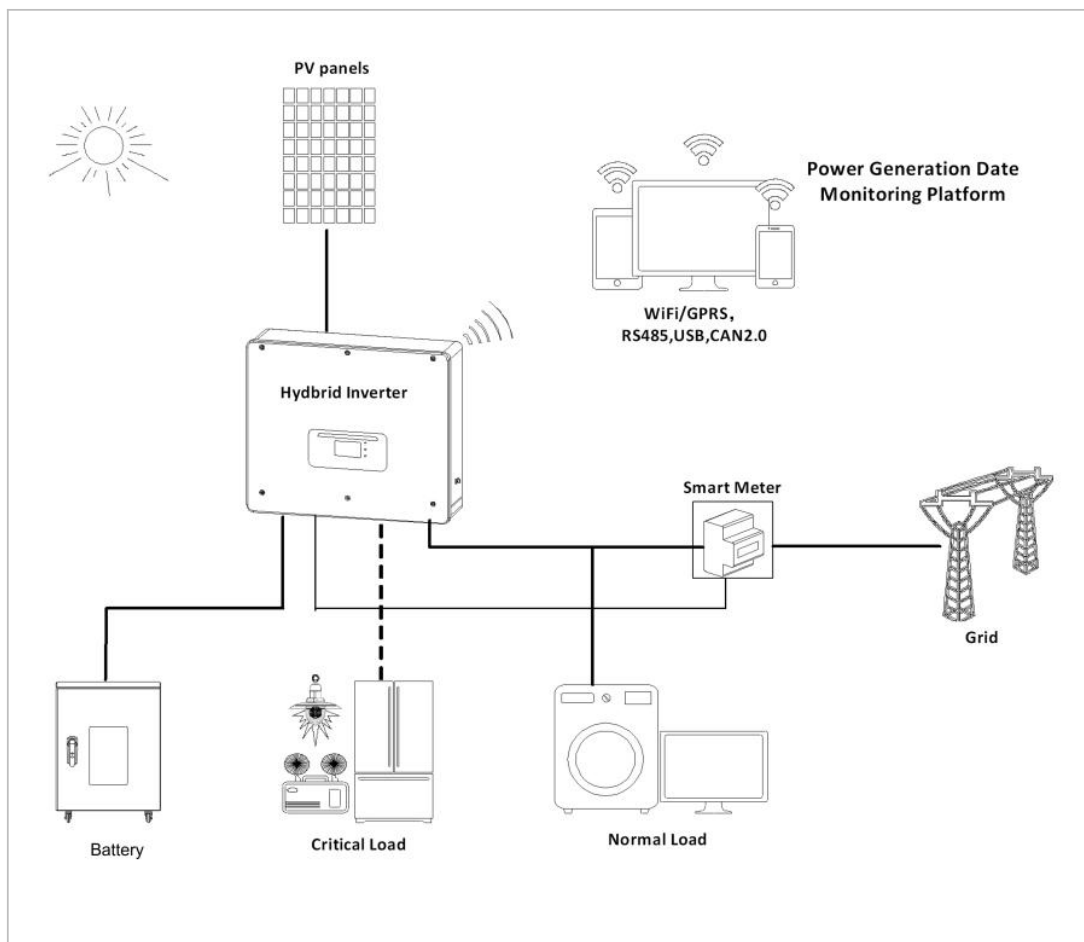 PV panels
Power Generation Date
Monitoring Platform
WiFi/GPRS,
RS485,USB,CAN2.0
Hydbrid Inverter
Smart Meter
Grid
Battery
Critical Load
Normal Load